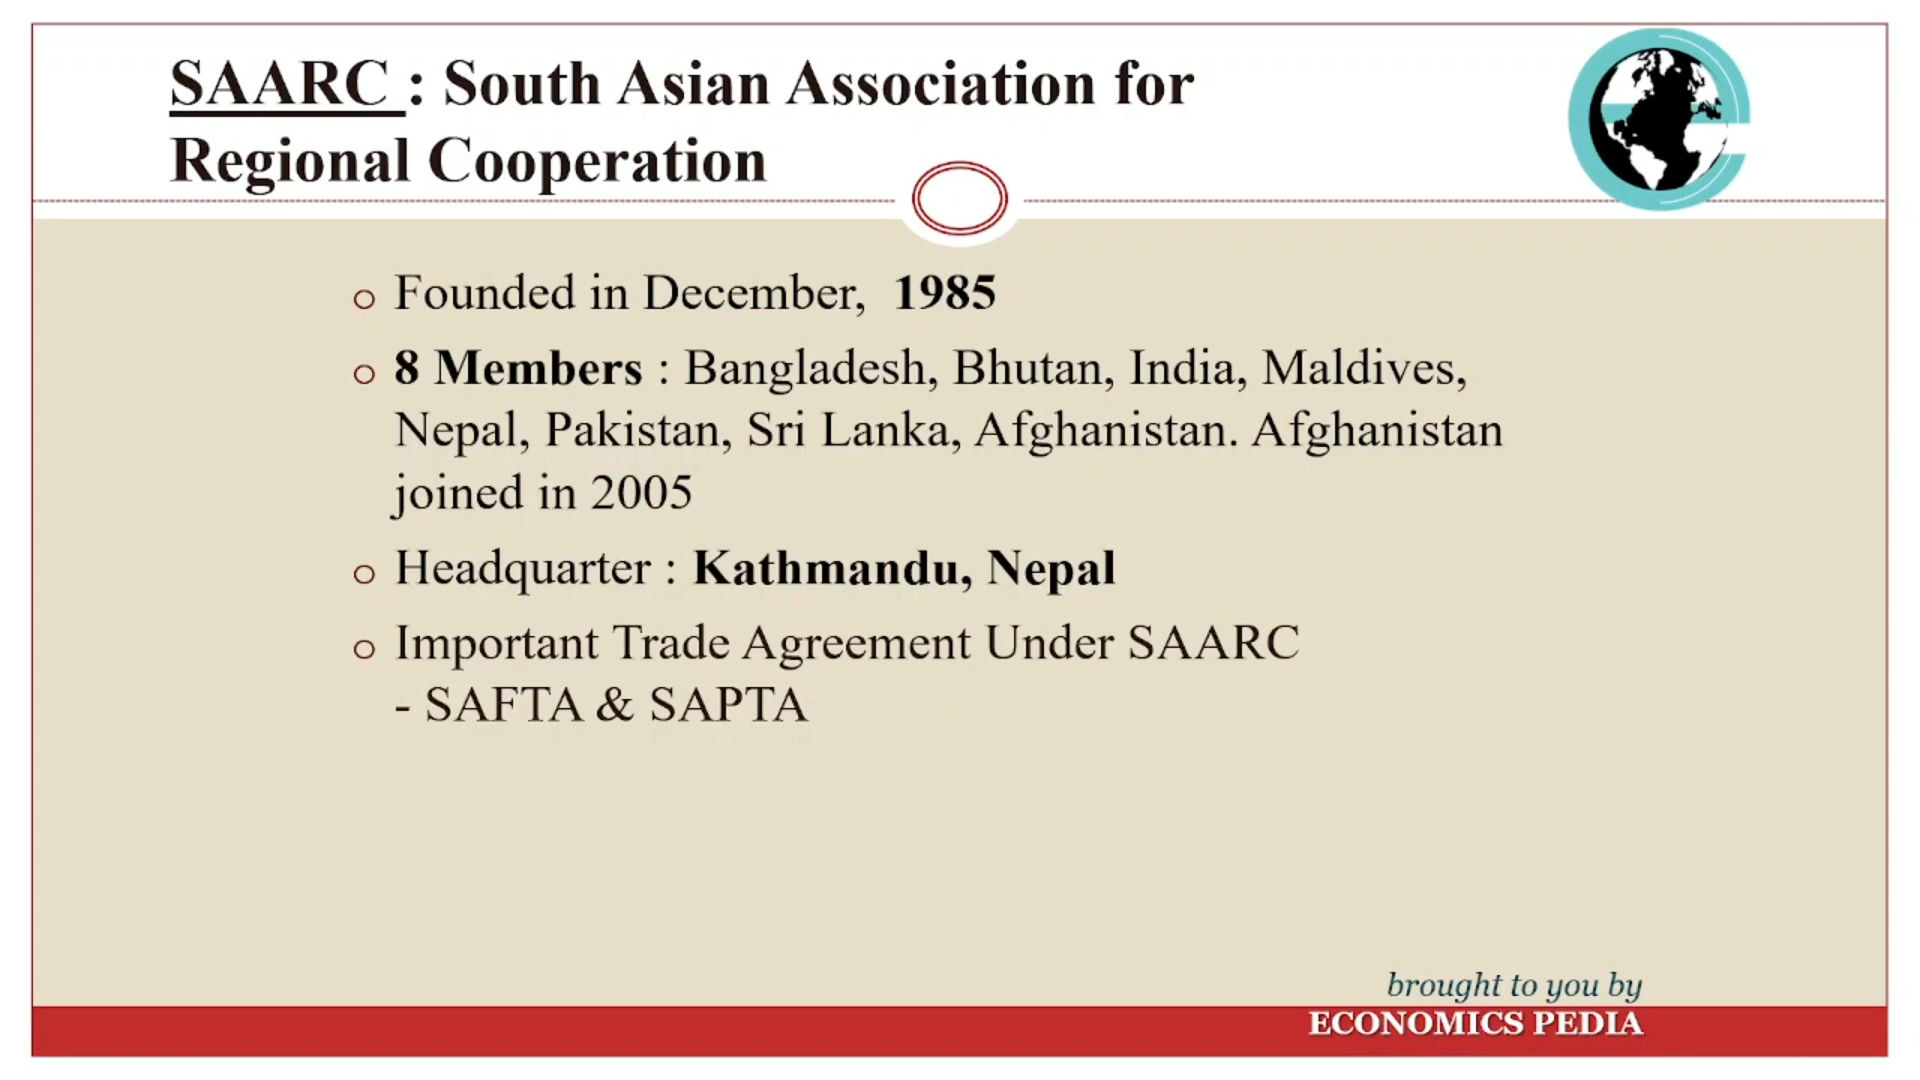 SAARC : South Asian Association for
Regional Cooperation
o Founded in December, 1985
o 8 Members : Bangladesh, Bhutan, India, Maldives,
Nepal, Pakistan, Sri Lanka, Afghanistan. Afghanistan
joined in 2005
o Headquarter : Kathmandu, Nepal
o Important Trade Agreement Under SAARC
- SAFTA & SAPTA
brought to you by
ECONOMICS PEDIA